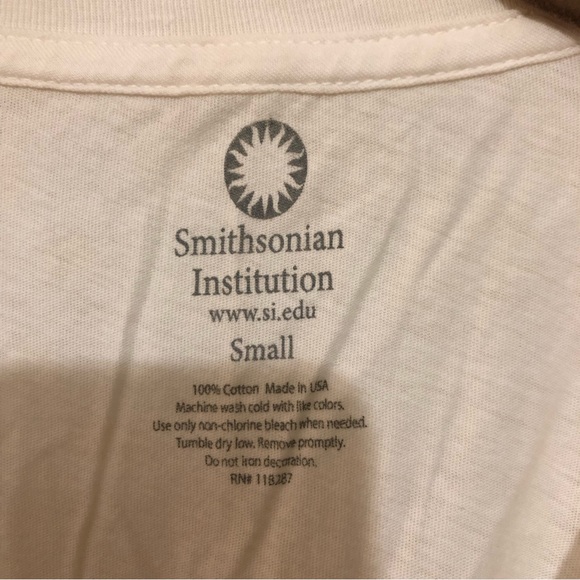 Smithsonian
Institution
www.si.edu
Small
100% Cotton Made in USA
Machine wash cold with like colors.
Use only non-chlorine bleach when needed.
Tumble dry low. Remove promptly.
Do not iron decoration.
RN# 118287